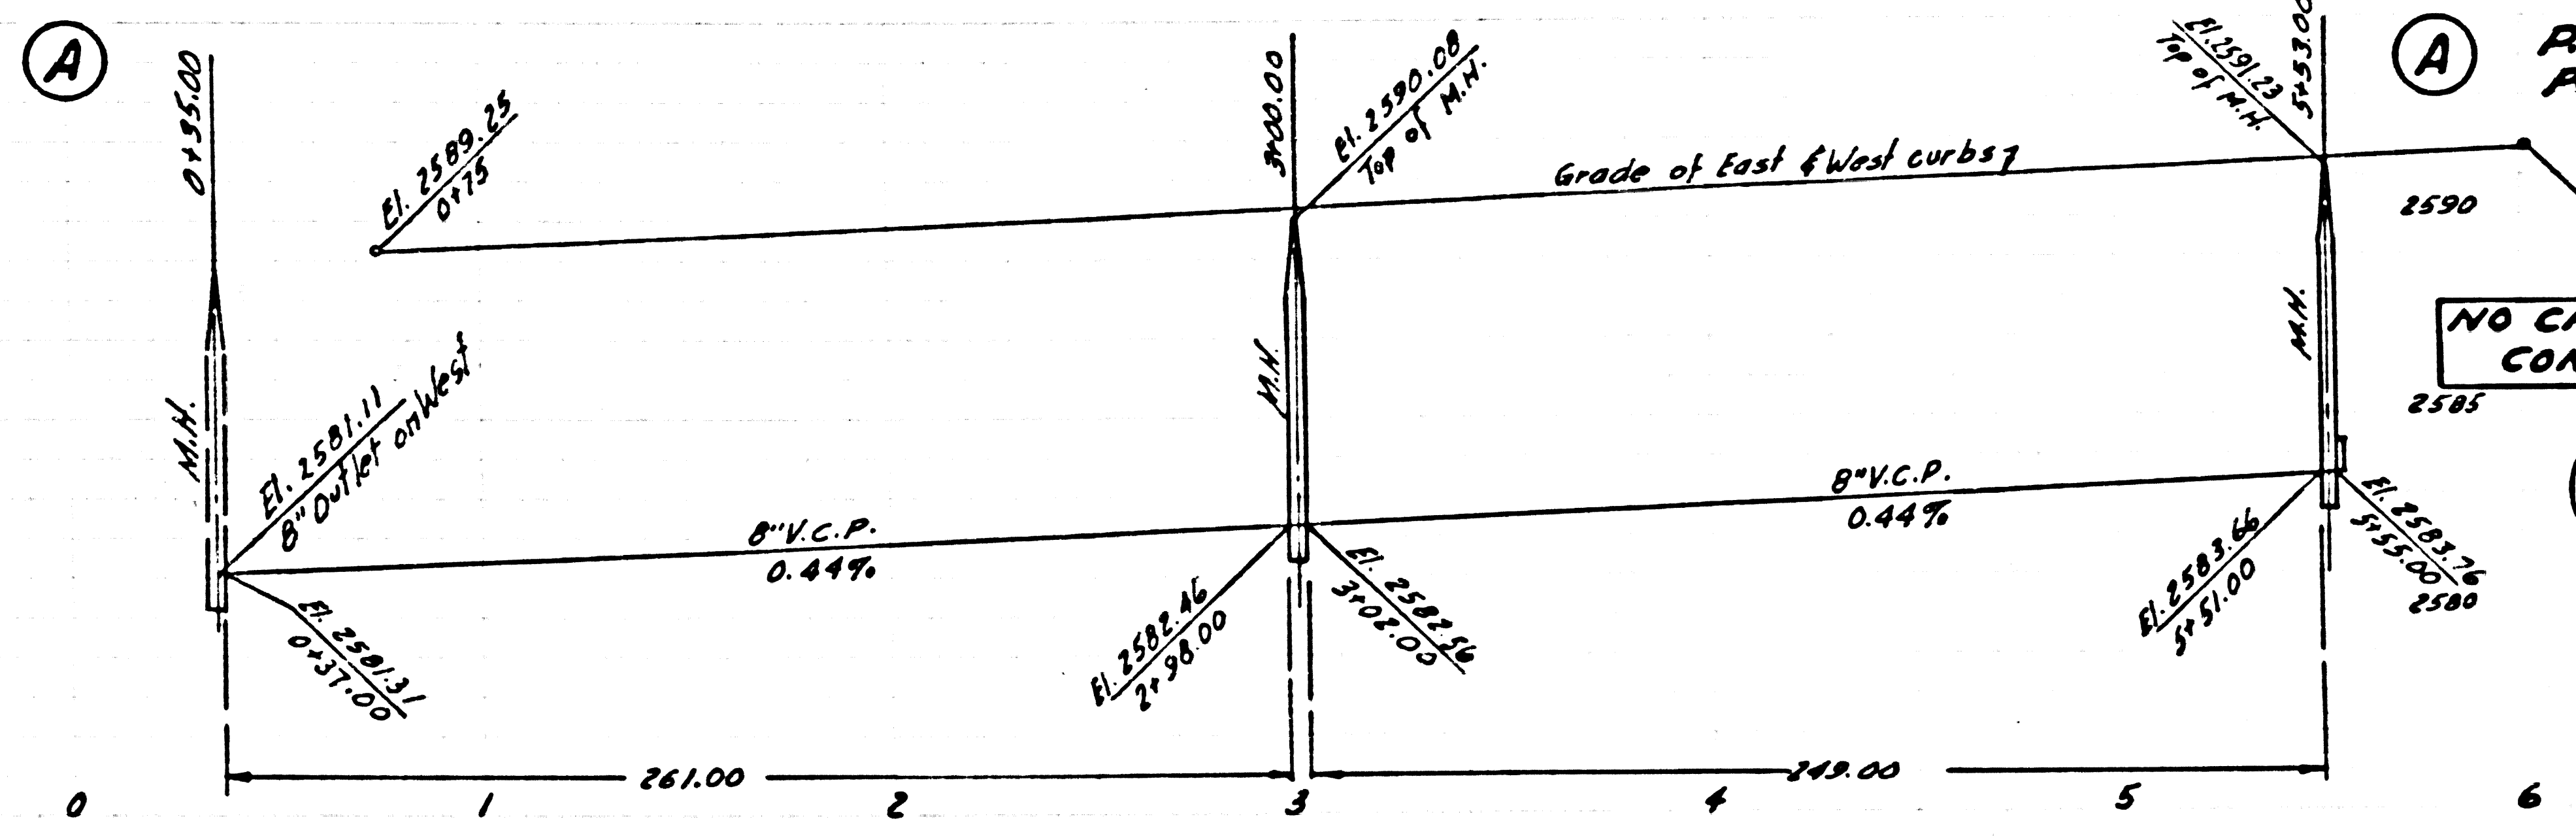 A
0+35.00
El. 2589.25
0+75
3+00.00
El. 2590.08
Top of M.H.
Grade of East & West curbs
El. 2591.23
Top of M.H.
5+53.00
A
2590
M.H.
M.H.
M.H.
NO
2585
El. 2581.11
8" Outlet on West
8" V.C.P.
0.44%
8" V.C.P.
0.44%
El. 2581.31
0+37.00
El. 2582.46
2+98.00
El. 2582.56
3+02.00
El. 2583.66
5+51.00
El. 2583.76
5+55.00
2580
261.00
249.00
0 1 2 3 4 5 6